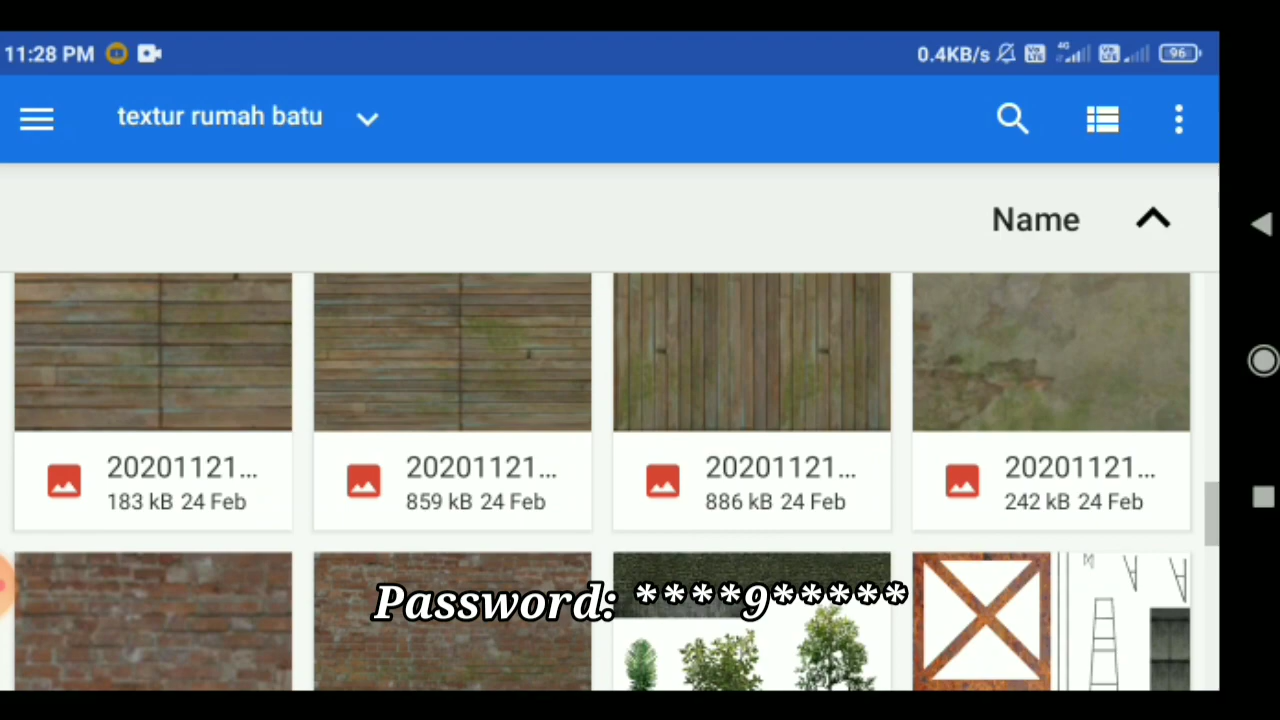 11:28 PM
0.4KB/s
4G
96
textur rumah batu
Name
20201121...
183 kB 24 Feb
20201121...
859 kB 24 Feb
20201121...
886 kB 24 Feb
20201121...
242 kB 24 Feb
Password: ****9*****